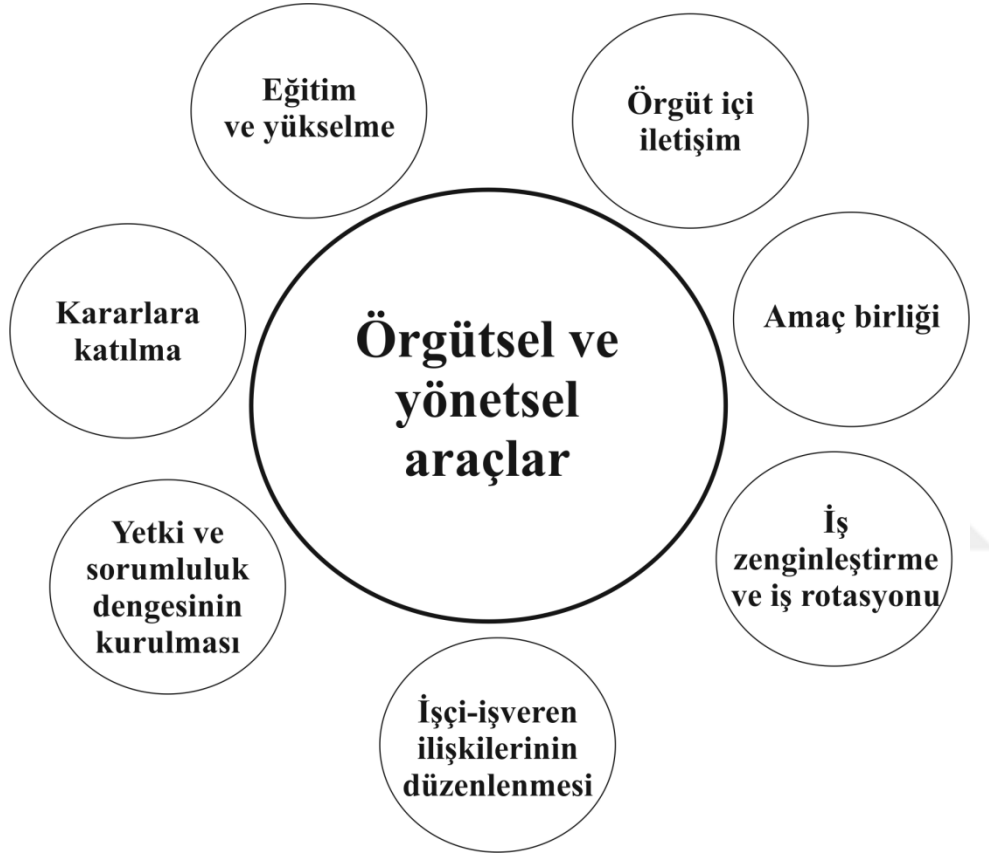 Eğitim
ve yükselme
Örgüt içi
iletişim
Kararlara
katılma
Örgütsel ve
yönetsel
araçlar
Amaç birliği
Yetki ve
sorumluluk
dengesinin
kurulması
İş
zenginleştirme
ve iş rotasyonu
İşçi-işveren
ilişkilerinin
düzenlenmesi